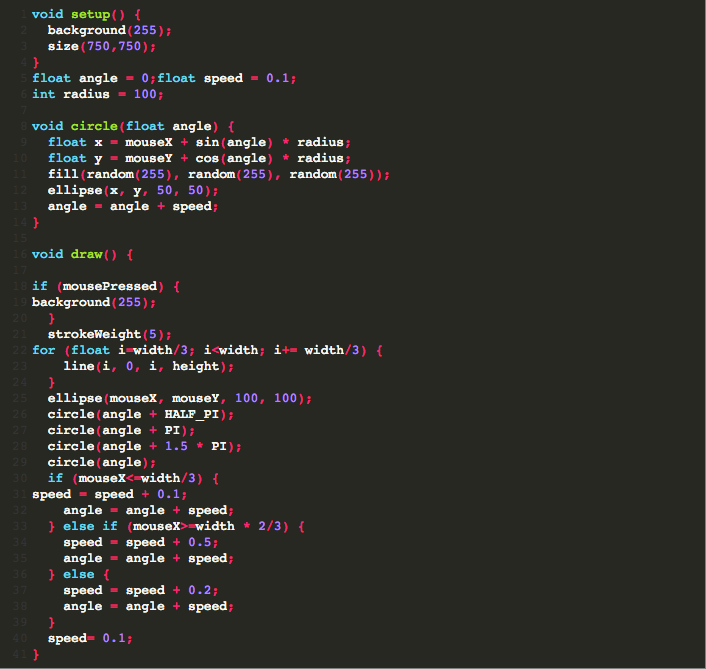 1 void setup() {
2 background(255);
3 size(750,750);
4 }
5 float angle = 0;float speed = 0.1;
6 int radius = 100;
7
8 void circle(float angle) {
9 float x = mouseX + sin(angle) * radius;
10 float y = mouseY + cos(angle) * radius;
11 fill(random(255), random(255), random(255));
12 ellipse(x, y, 50, 50);
13 angle = angle + speed;
14 }
15
16 void draw() {
17
18 if (mousePressed) {
19 background(255);
20 }
21 strokeWeight(5);
22 for (float i=width/3; i<width; i+= width/3) {
23 line(i, 0, i, height);
24 }
25 ellipse(mouseX, mouseY, 100, 100);
26 circle(angle + HALF_PI);
27 circle(angle + PI);
28 circle(angle + 1.5 * PI);
29 circle(angle);
30 if (mouseX<=width/3) {
31 speed = speed + 0.1;
32 angle = angle + speed;
33 } else if (mouseX>=width * 2/3) {
34 speed = speed + 0.5;
35 angle = angle + speed;
36 } else {
37 speed = speed + 0.2;
38 angle = angle + speed;
39 }
40 speed= 0.1;
41 }